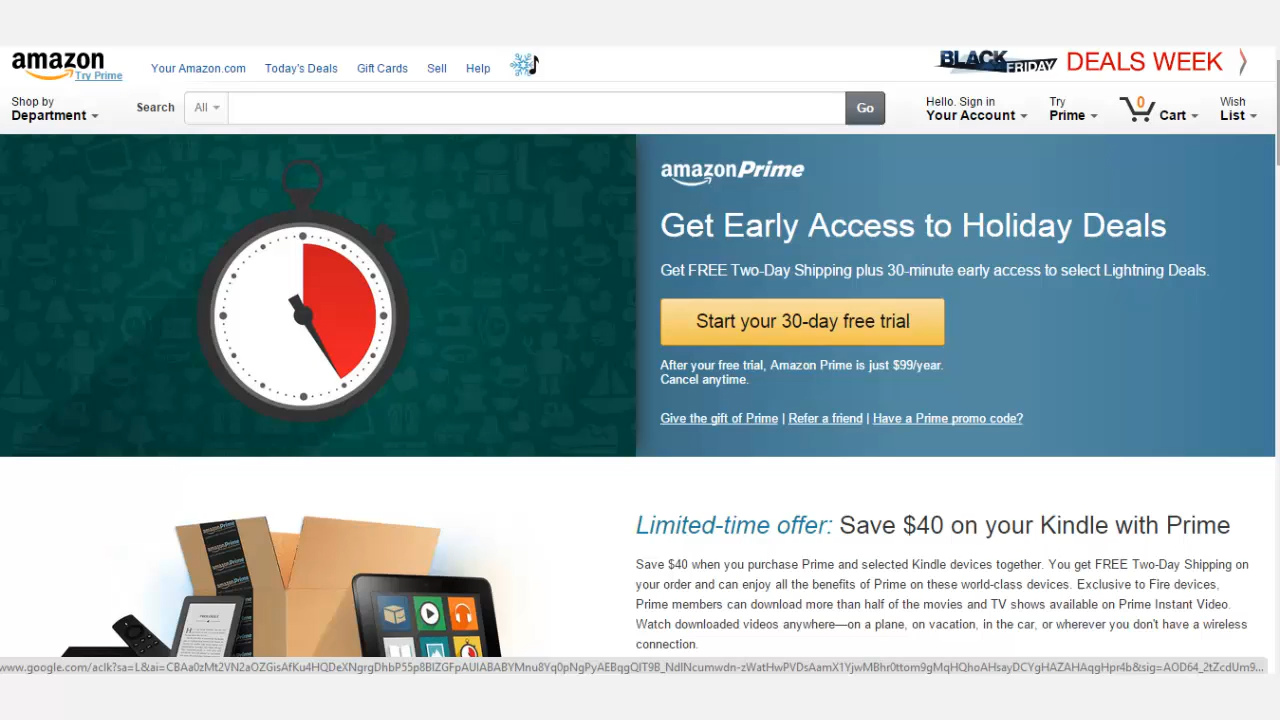 amazon
Try Prime
Your Amazon.com Today's Deals Gift Cards Sell Help
BLACK FRIDAY DEALS WEEK
Shop by
Department
Search All Go
Hello. Sign in
Your Account
Try
Prime
0
Cart
Wish
List
amazonPrime
Get Early Access to Holiday Deals
Get FREE Two-Day Shipping plus 30-minute early access to select Lightning Deals.
Start your 30-day free trial
After your free trial, Amazon Prime is just $99/year.
Cancel anytime.
Give the gift of Prime | Refer a friend | Have a Prime promo code?
Limited-time offer: Save $40 on your Kindle with Prime
Save $40 when you purchase Prime and selected Kindle devices together. You get FREE Two-Day Shipping on
your order and can enjoy all the benefits of Prime on these world-class devices. Exclusive to Fire devices,
Prime members can download more than half of the movies and TV shows available on Prime Instant Video.
Watch downloaded videos anywhere—on a plane, on vacation, in the car, or wherever you don't have a wireless
connection.